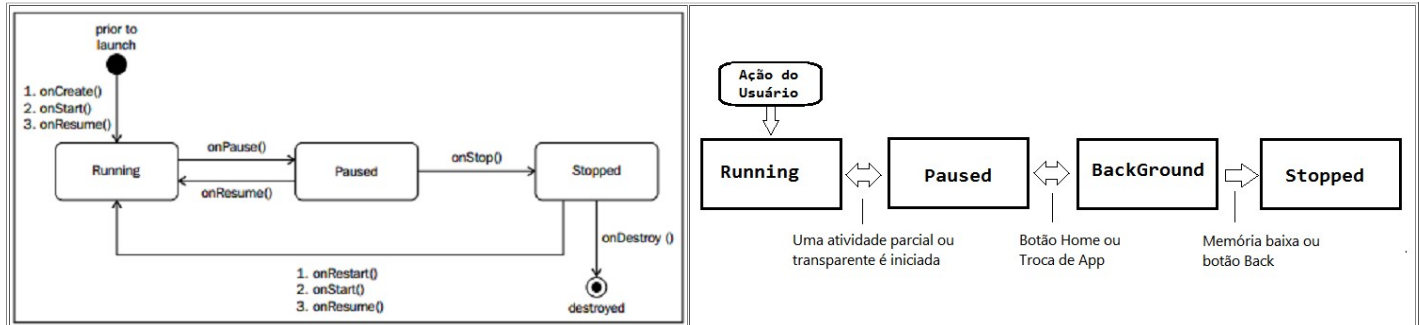 prior to
launch
1. onCreate()
2. onStart()
3. onResume()
Running
onPause()
onResume()
Paused
onStop()
Stopped
onDestroy ()
1. onRestart()
2. onStart()
3. onResume()
destroyed
Ação do
Usuário
Running
Paused
BackGround
Stopped
Uma atividade parcial ou
transparente é iniciada
Botão Home ou
Troca de App
Memória baixa ou
botão Back
.